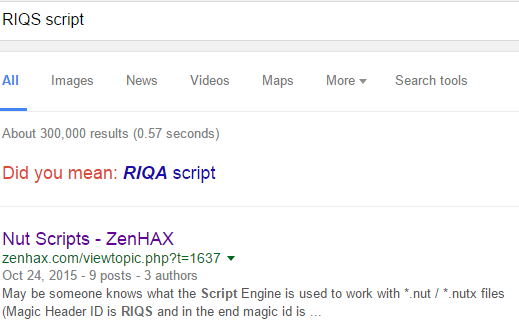 RIQS script
All Images News Videos Maps More Search tools
About 300,000 results (0.57 seconds)
Did you mean: RIQA script
Nut Scripts - ZenHAX
zenhax.com/viewtopic.php?t=1637
Oct 24, 2015 - 9 posts - 3 authors
May be someone knows what the Script Engine is used to work with *.nut / *.nutx files
(Magic Header ID is RIQS and in the end magic id is ...